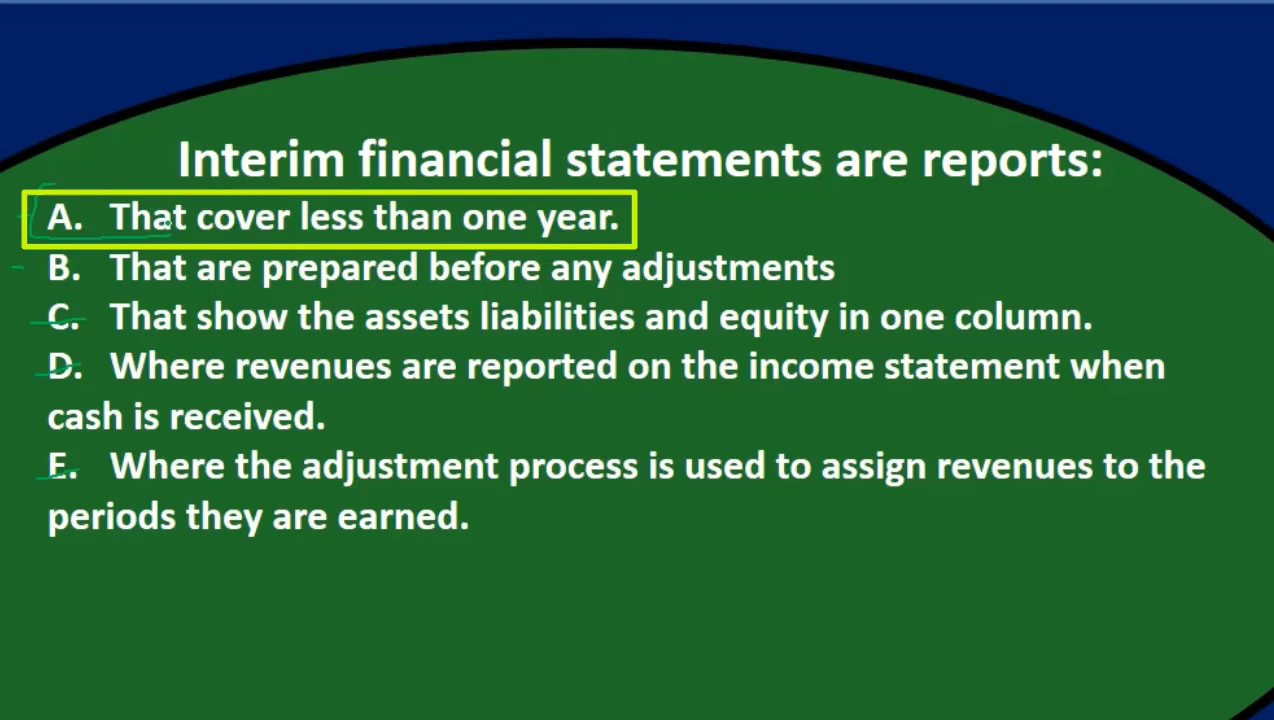 Interim financial statements are reports:
A. That cover less than one year.
B. That are prepared before any adjustments
C. That show the assets liabilities and equity in one column.
D. Where revenues are reported on the income statement when
cash is received.
E. Where the adjustment process is used to assign revenues to the
periods they are earned.